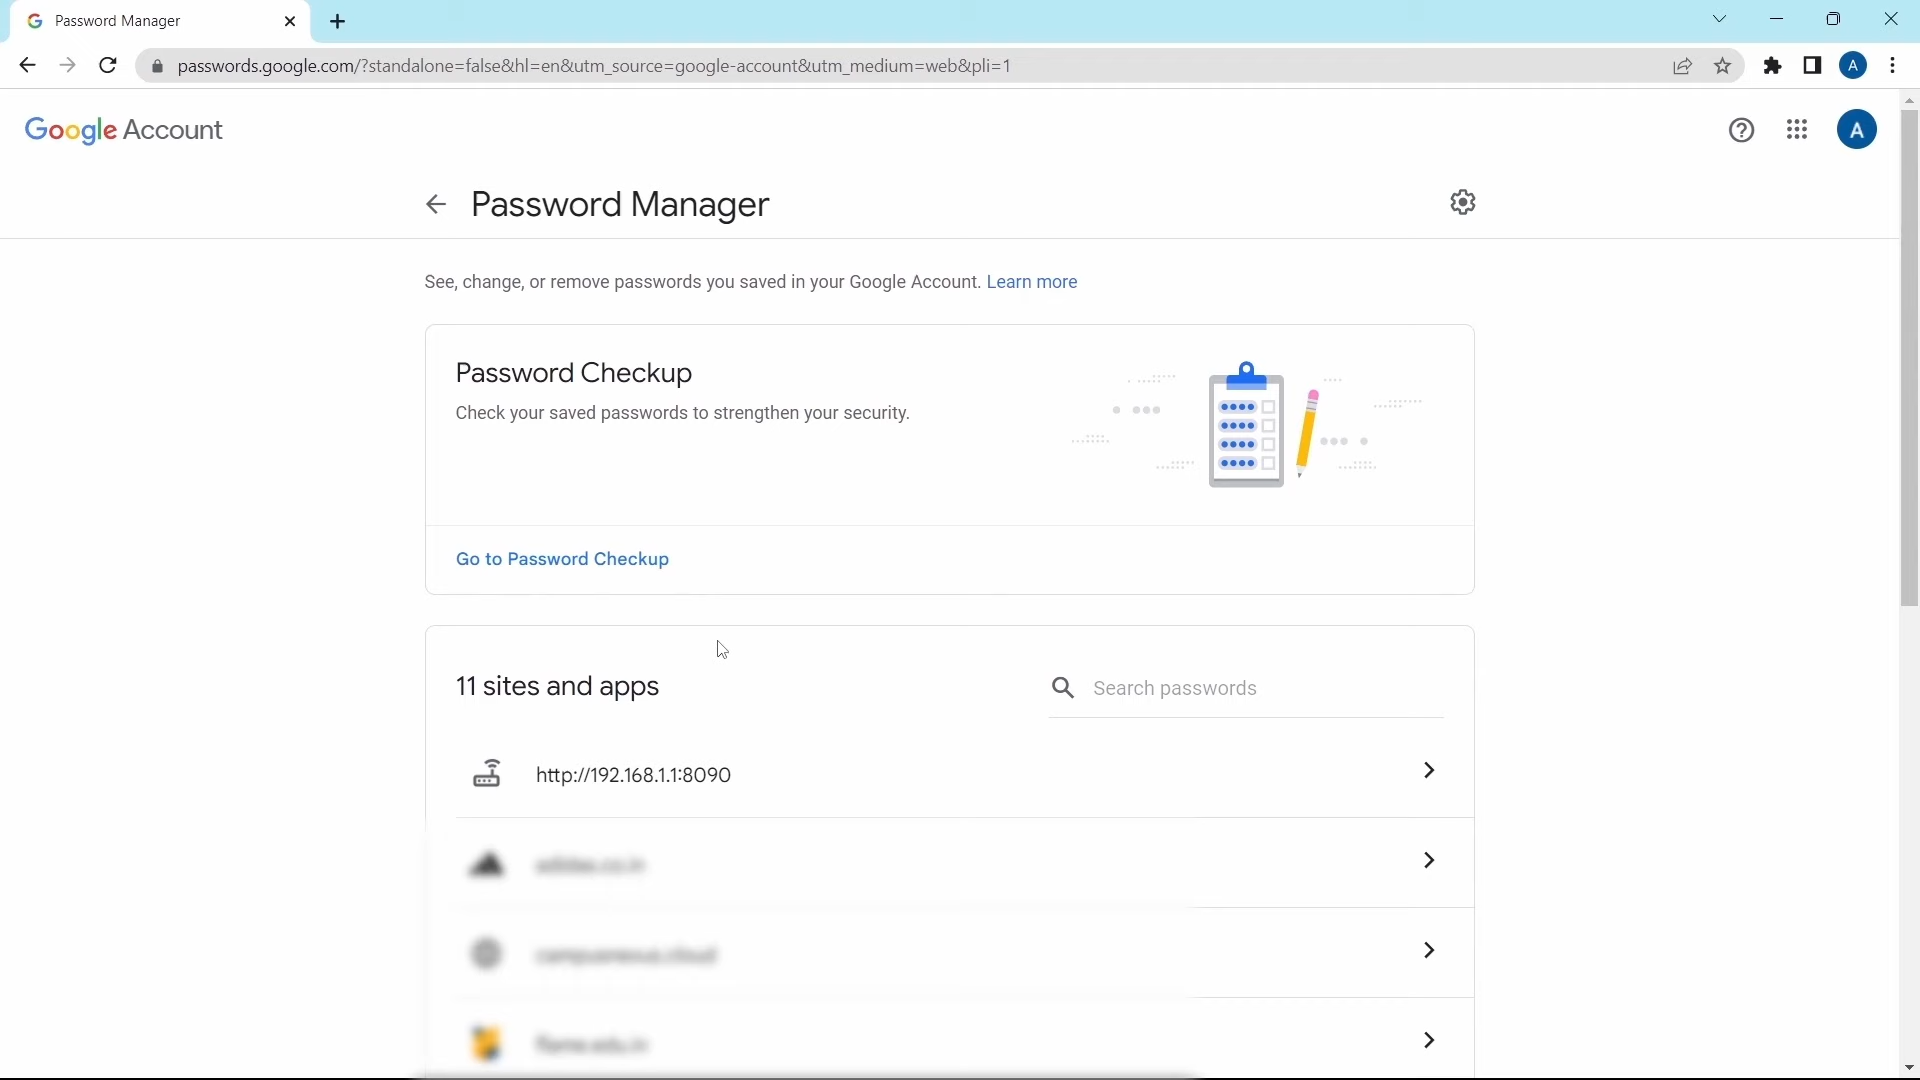 Password Manager
passwords.google.com/?standalone=false&hl=en&utm_source=google-account&utm_medium=web&pli=1
A
Google Account
A
Password Manager
See, change, or remove passwords you saved in your Google Account. Learn more
Password Checkup
Check your saved passwords to strengthen your security.
Go to Password Checkup
11 sites and apps
Search passwords
http://192.168.1.1:8090